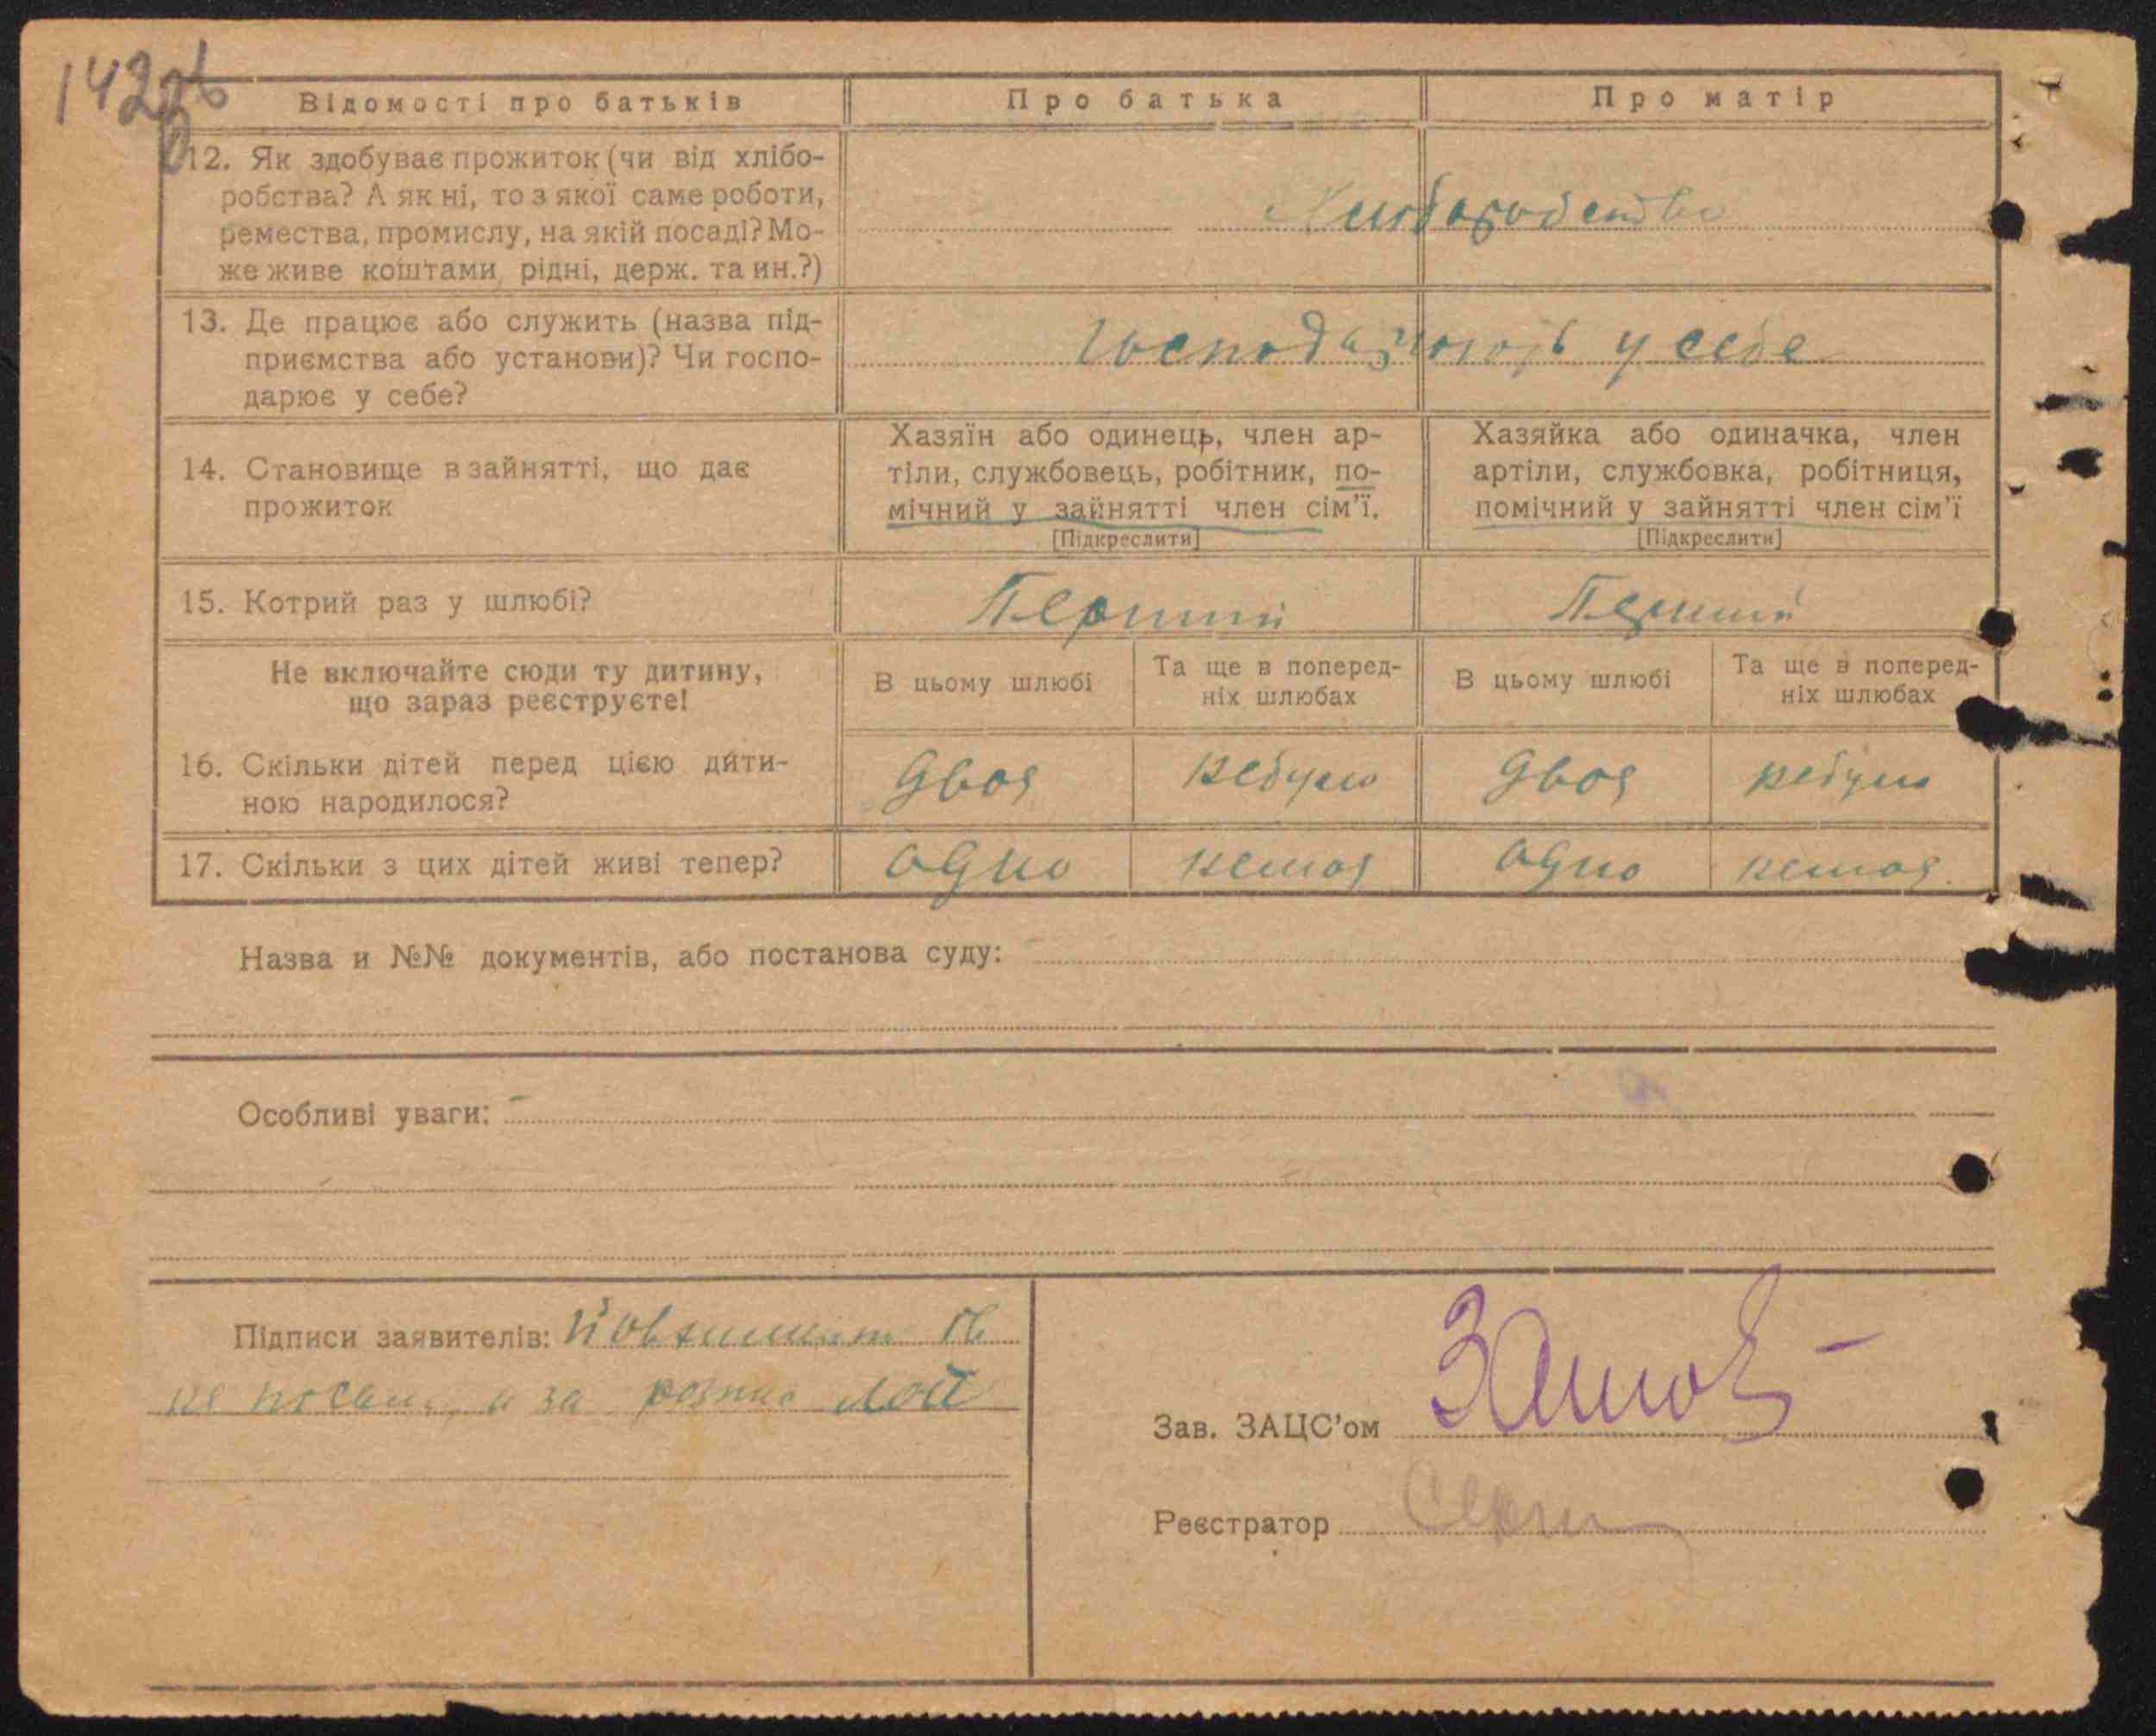 142
Відомості про батьків Про батька Про матір
12. Як здобуває прожиток (чи від хлібо-
робства? А як ні, то з якої саме роботи,
ремества, промислу, на якій посаді? Мо-
же живе коштами рідні, держ. та ин.?)
13. Де працює або служить (назва під-
приємства або установи)? Чи госпо-
дарює у себе?
господарюють у себе
14. Становище в зайнятті, що дає
прожиток
Хазяїн або одинець, член ар-
тіли, службовець, робітник, по-
мічний у зайнятті член сім'ї.
[Підкреслити]
Хазяйка або одиначка, член
артіли, службовка, робітниця,
помічний у зайнятті член сім'ї
[Підкреслити]
15. Котрий раз у шлюбі? Перший Перший
Не включайте сюди ту дитину,
що зараз реєструєте!
В цьому шлюбі
Та ще в поперед-
ніх шлюбах
В цьому шлюбі
Та ще в поперед-
ніх шлюбах
16. Скільки дітей перед цією дити-
ною народилося?
двоє небуло двоє небуло
17. Скільки з цих дітей живі тепер? одно немає одно немає
Назва и №№ документів, або постанова суду:
Особливі уваги:
Підписи заявителів:
а за
Зав. ЗАЦС'ом
Реєстратор